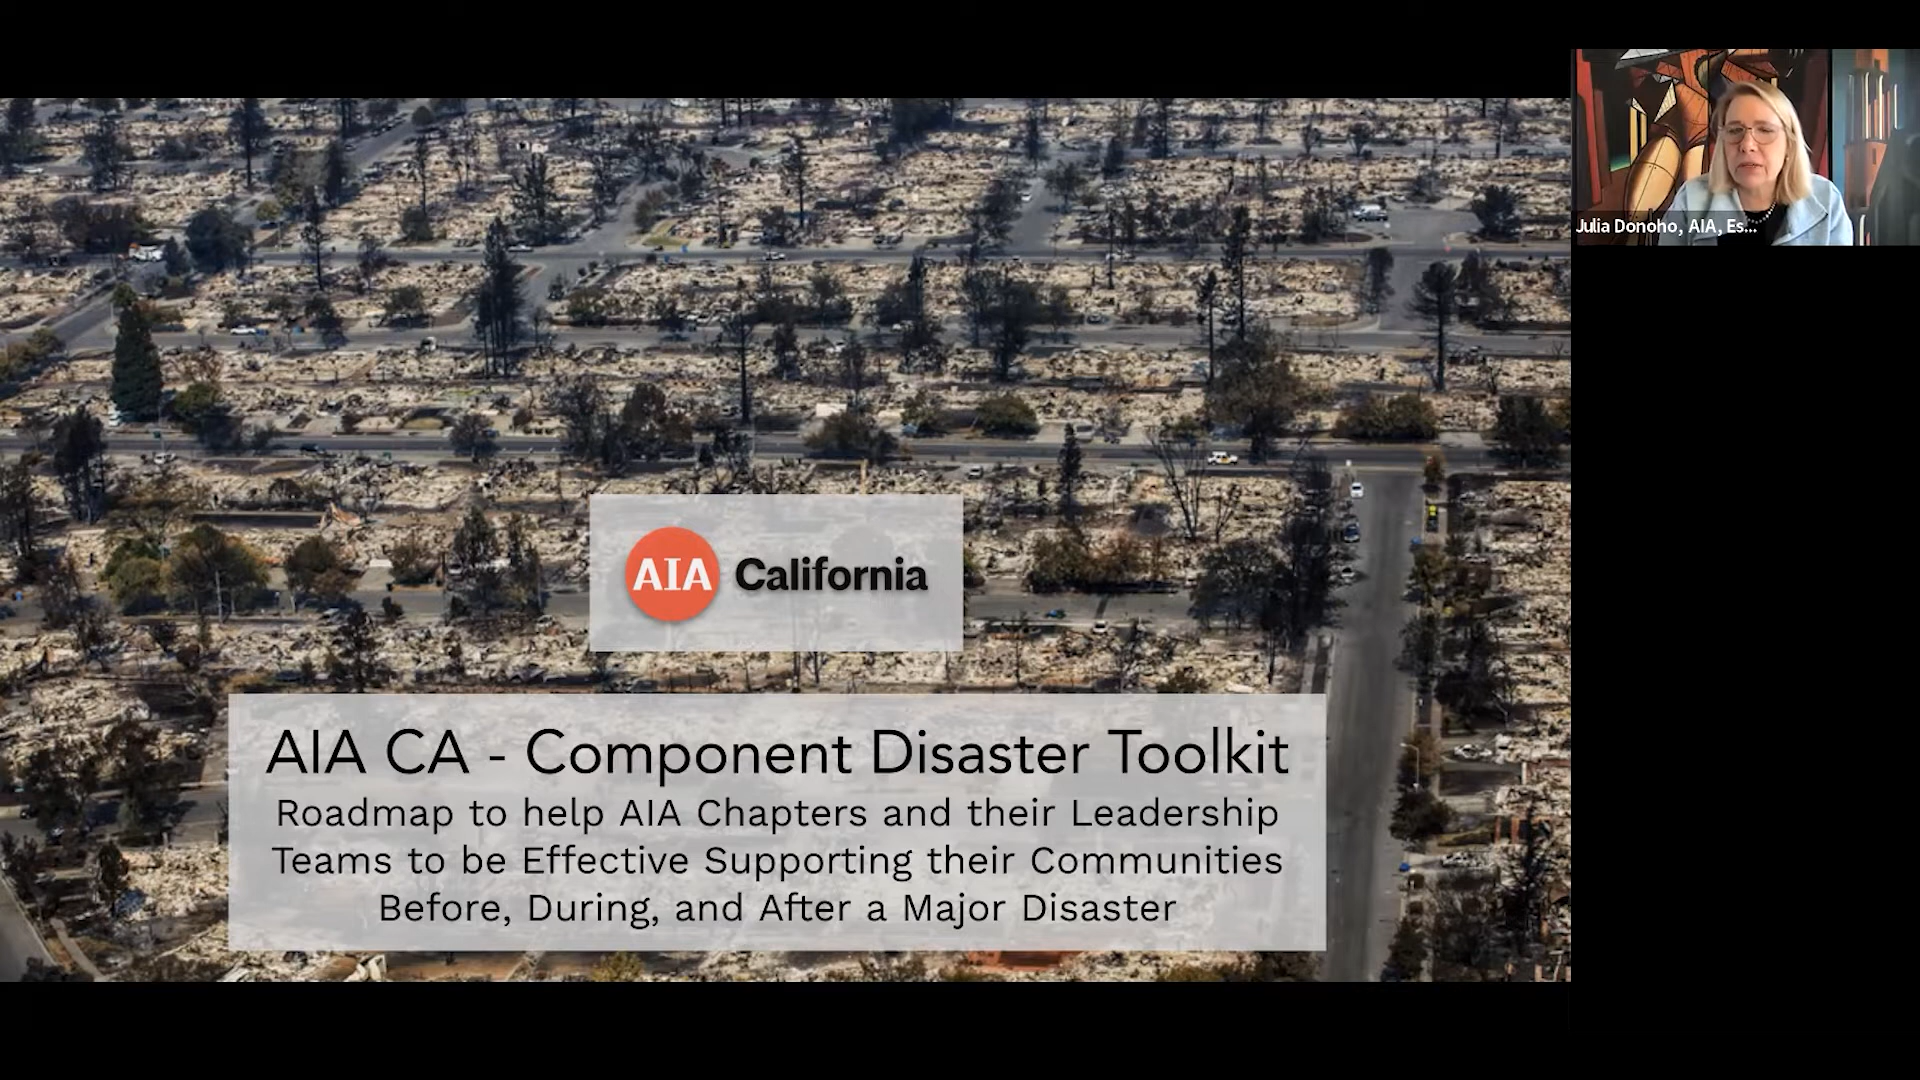 Julia Donoho, AIA, Es...
AIA California
AIA CA - Component Disaster Toolkit
Roadmap to help AIA Chapters and their Leadership
Teams to be Effective Supporting their Communities
Before, During, and After a Major Disaster